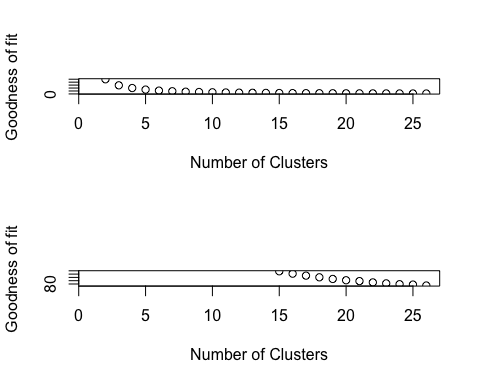 Goodness of fit
0
0 5 10 15 20 25
Number of Clusters
Goodness of fit
80
0 5 10 15 20 25
Number of Clusters